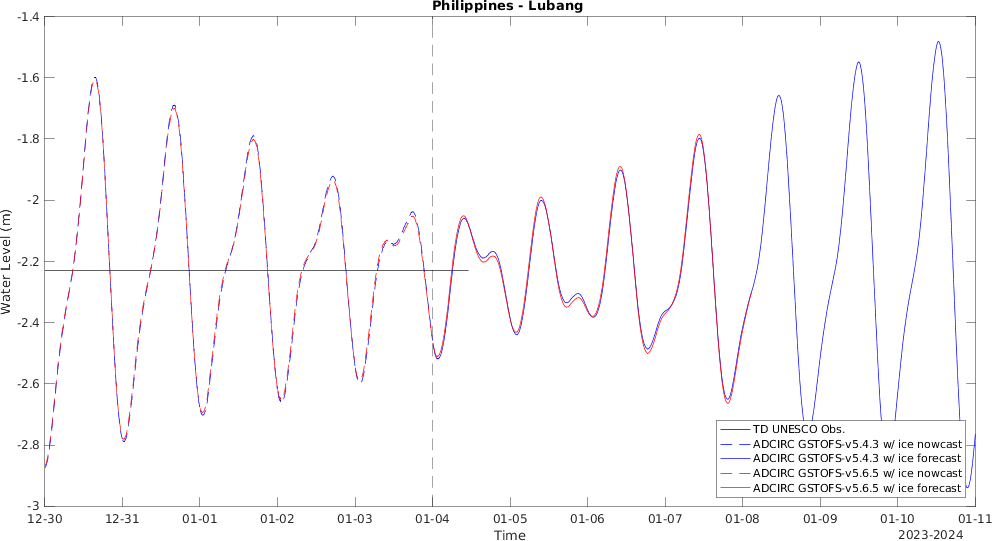 Philippines - Lubang
Water Level (m)
-1.4
-1.6
-1.8
-2
-2.2
-2.4
-2.6
-2.8
-3
12-30 12-31 01-01 01-02 01-03 01-04 01-05 01-06 01-07 01-08 01-09 01-10 01-11
Time
2023-2024
TD UNESCO Obs.
ADCIRC GSTOFS-v5.4.3 w/ ice nowcast
ADCIRC GSTOFS-v5.4.3 w/ ice forecast
ADCIRC GSTOFS-v5.6.5 w/ ice nowcast
ADCIRC GSTOFS-v5.6.5 w/ ice forecast